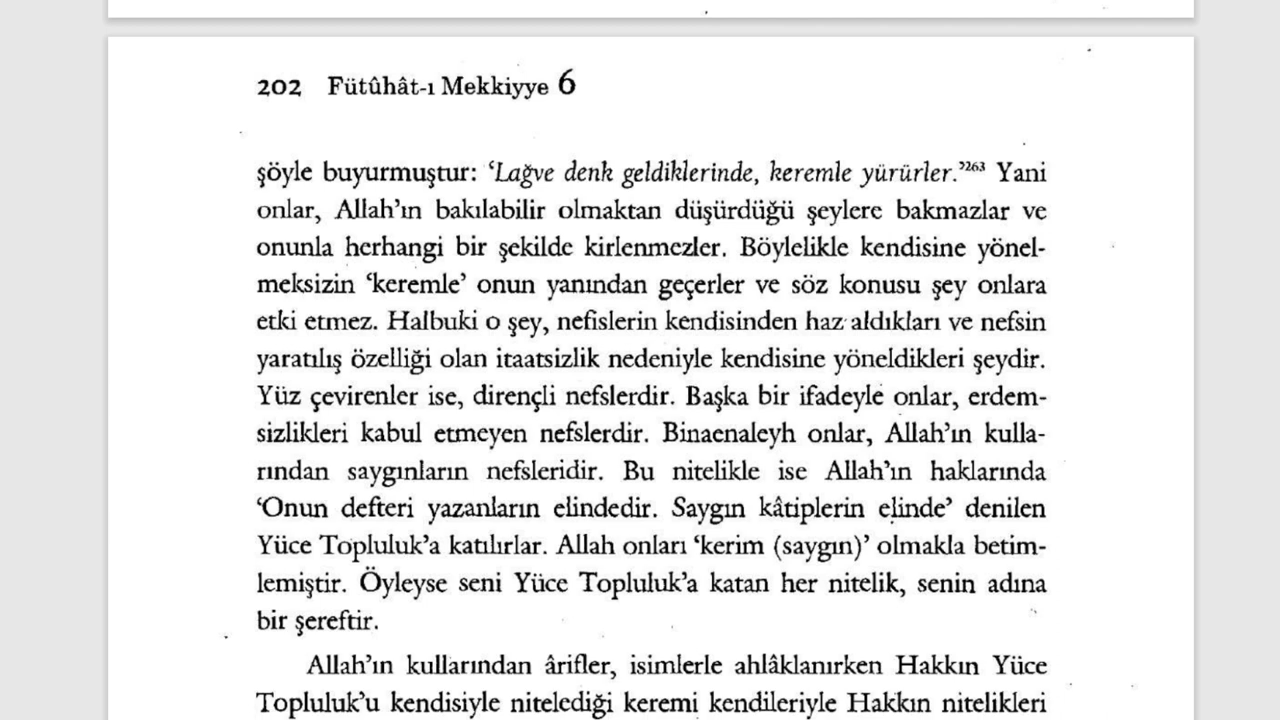 202 Fütûhât-ı Mekkiyye 6
şöyle buyurmuştur: ‘Lağve denk geldiklerinde, keremle yürürler.’²⁶³ Yani
onlar, Allah’ın bakılabilir olmaktan düşürdüğü şeylere bakmazlar ve
onunla herhangi bir şekilde kirlenmezler. Böylelikle kendisine yönel-
meksizin ‘keremle’ onun yanından geçerler ve söz konusu şey onlara
etki etmez. Halbuki o şey, nefislerin kendisinden haz aldıkları ve nefsin
yaratılış özelliği olan itaatsizlik nedeniyle kendisine yöneldikleri şeydir.
Yüz çevirenler ise, dirençli nefslerdir. Başka bir ifadeyle onlar, erdem-
sizlikleri kabul etmeyen nefslerdir. Binaenaleyh onlar, Allah’ın kulla-
rından saygınların nefsleridir. Bu nitelikle ise Allah’ın haklarında
‘Onun defteri yazanların elindedir. Saygın kâtiplerin elinde’ denilen
Yüce Topluluk’a katılırlar. Allah onları ‘kerim (saygın)’ olmakla betim-
lemiştir. Öyleyse seni Yüce Topluluk’a katan her nitelik, senin adına
bir şereftir.
Allah’ın kullarından ârifler, isimlerle ahlâklanırken Hakkın Yüce
Topluluk’u kendisiyle nitelediği keremi kendileriyle Hakkın nitelikleri